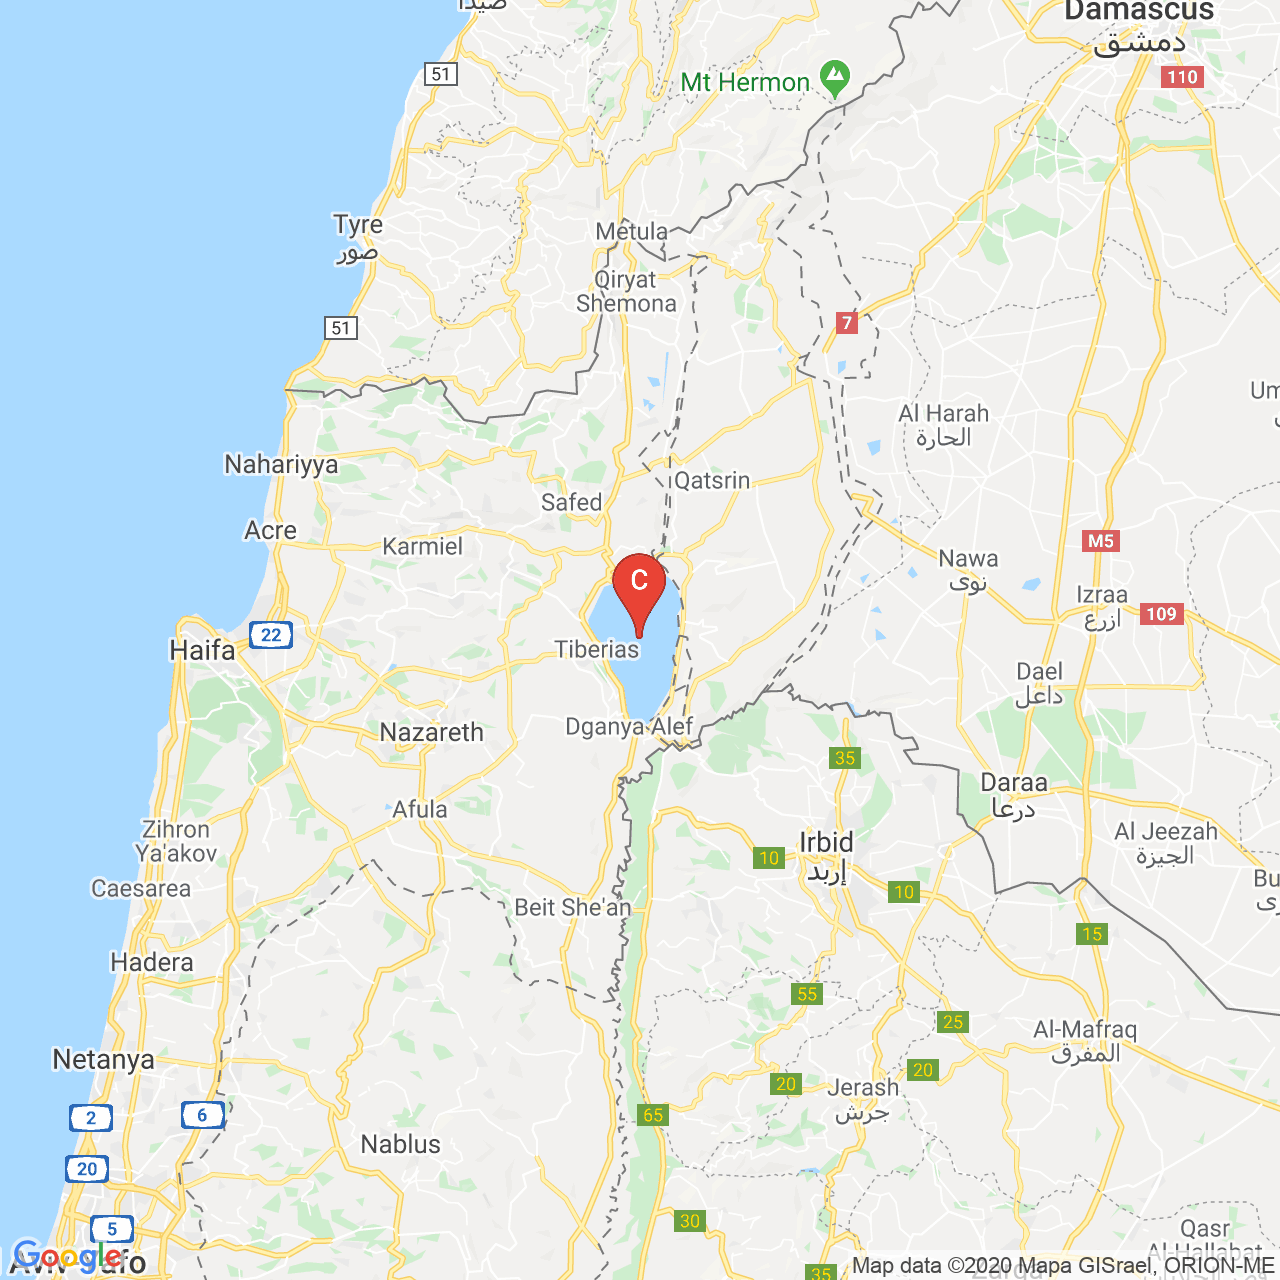 صيدا
Damascus
دمشق
110
51
Mt Hermon
Tyre
صور
Metula
Qiryat
Shemona
51
7
Al Harah
الحارة
Nahariyya
Qatsrin
Safed
Acre
Karmiel
M5
Nawa
نوى
C
Izraa
ازرع
109
22
Haifa
Tiberias
Dael
داعل
Nazareth
Dganya Alef
35
Daraa
درعا
Afula
Zihron
Ya'akov
Al Jeezah
الجيزة
Irbid
إربد
10
Caesarea
10
Beit She'an
15
Hadera
55
25
Al-Mafraq
المفرق
Netanya
20
20
Jerash
جرش
2
6
65
Nablus
20
30
5
Qasr
Al-Hallabat
Google
35
Map data ©2020 Mapa GISrael, ORION-ME